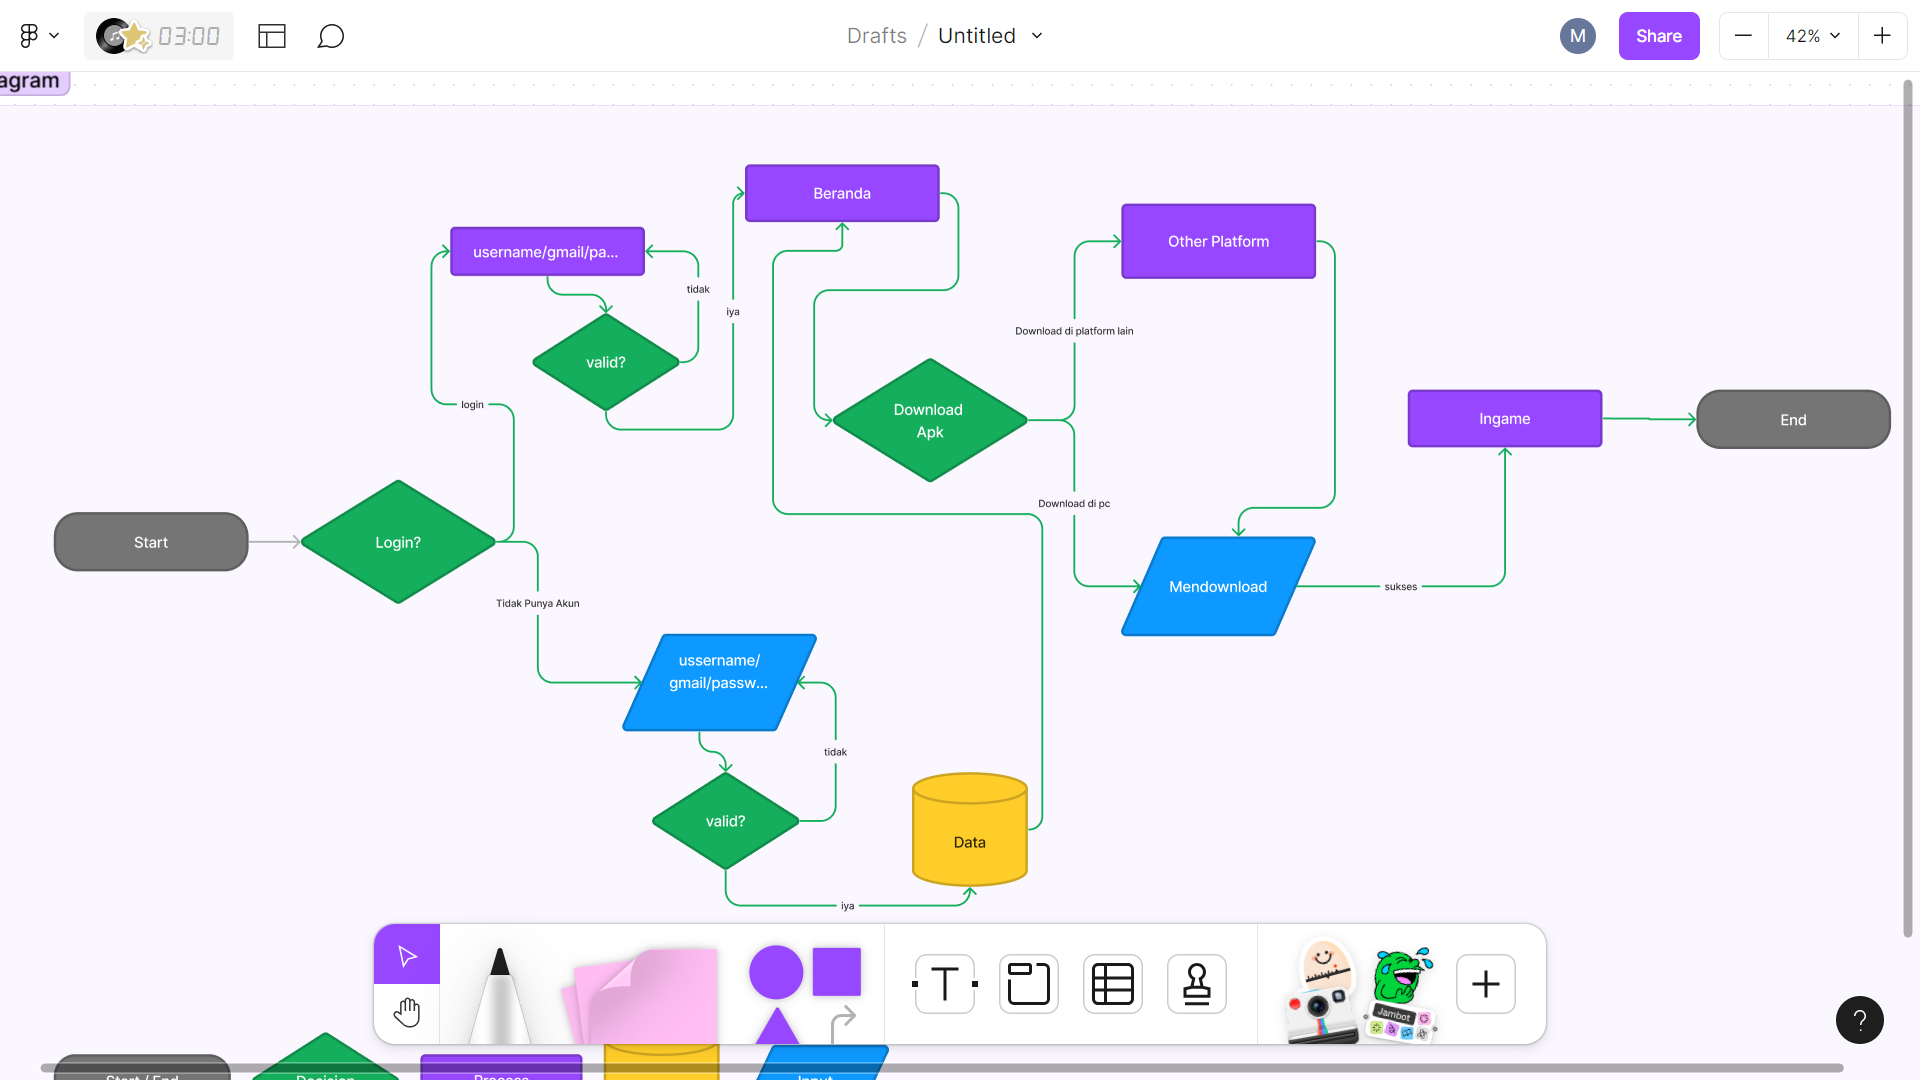 03:00
Drafts / Untitled
M
Share
42%
agram
Beranda
username/gmail/pa...
Other Platform
tidak
iya
Download di platform lain
valid?
login
Download
Apk
Ingame
End
Start
Login?
Download di pc
Tidak Punya Akun
Mendownload
sukses
ussername/
gmail/passw...
tidak
valid?
Data
iya
T
Jambot
?
Start / End
Decision
Process
Input